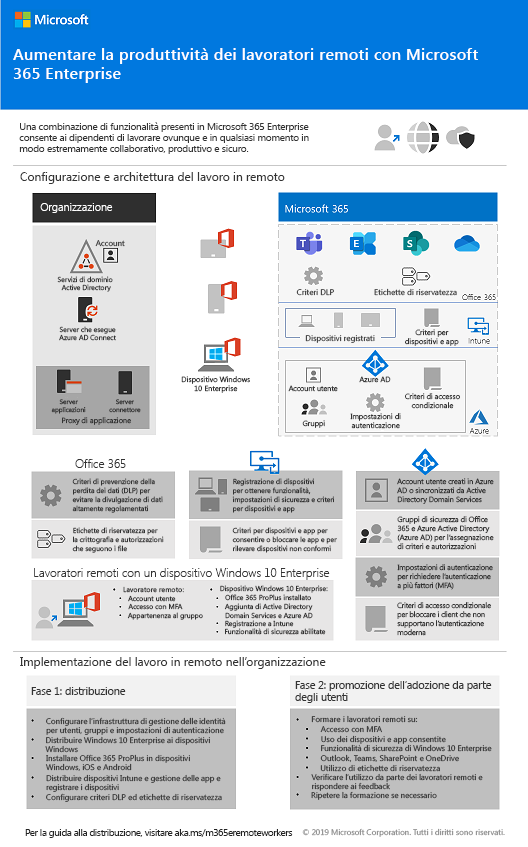 Microsoft
Aumentare la produttività dei lavoratori remoti con Microsoft
365 Enterprise
Una combinazione di funzionalità presenti in Microsoft 365 Enterprise
consente ai dipendenti di lavorare ovunque e in qualsiasi momento in
modo estremamente collaborativo, produttivo e sicuro.
Configurazione e architettura del lavoro in remoto
Organizzazione
Account
Servizi di dominio
Active Directory
Server che esegue
Azure AD Connect
Server
applicazioni
Server
connettore
Proxy di applicazione
Dispositivo Windows
10 Enterprise
Microsoft 365
Criteri DLP
Etichette di riservatezza
Office 365
Dispositivi registrati
Criteri per
dispositivi e app
Intune
Account utente
Azure AD
Criteri di accesso
condizionale
Gruppi
Impostazioni di
autenticazione
Azure
Office 365
Criteri di prevenzione della
perdita dei dati (DLP) per
evitare la divulgazione di dati
altamente regolamentati
Etichette di riservatezza per
la crittografia e autorizzazioni
che seguono i file
Registrazione di dispositivi
per ottenere funzionalità,
impostazioni di sicurezza e criteri
per dispositivi e app
Criteri per dispositivi e app per
consentire o bloccare le app e per
rilevare dispositivi non conformi
Account utente creati in Azure
AD o sincronizzati da Active
Directory Domain Services
Gruppi di sicurezza di Office
365 e Azure Active Directory
(Azure AD) per l'assegnazione
di criteri e autorizzazioni
Impostazioni di autenticazione
per richiedere l'autenticazione
a più fattori (MFA)
Criteri di accesso condizionale
per bloccare i client che
non supportano l'autenticazione
moderna
Lavoratori remoti con un dispositivo Windows 10 Enterprise
• Lavoratore remoto:
• Account utente
• Accesso con MFA
• Appartenenza al gruppo
• Dispositivo Windows 10 Enterprise:
• Office 365 ProPlus installato
• Aggiunta di Active Directory
Domain Services e Azure AD
• Registrazione a Intune
• Funzionalità di sicurezza abilitate
Implementazione del lavoro in remoto nell'organizzazione
Fase 1: distribuzione
• Configurare l'infrastruttura di gestione delle identità
per utenti, gruppi e impostazioni di autenticazione
• Distribuire Windows 10 Enterprise ai dispositivi
Windows
• Installare Office 365 ProPlus in dispositivi
Windows, iOS e Android
• Distribuire dispositivi Intune e gestione delle app e
registrare i dispositivi
• Configurare criteri DLP ed etichette di riservatezza
Fase 2: promozione dell'adozione da parte
degli utenti
• Formare i lavoratori remoti su:
• Accesso con MFA
• Uso dei dispositivi e app consentite
• Funzionalità di sicurezza di Windows 10 Enterprise
• Outlook, Teams, SharePoint e OneDrive
• Utilizzo di etichette di riservatezza
• Verificare l'utilizzo da parte dei lavoratori remoti e
rispondere ai feedback
• Ripetere la formazione se necessario
Per la guida alla distribuzione, visitare aka.ms/m365eremoteworkers
© 2019 Microsoft Corporation. Tutti i diritti sono riservati.